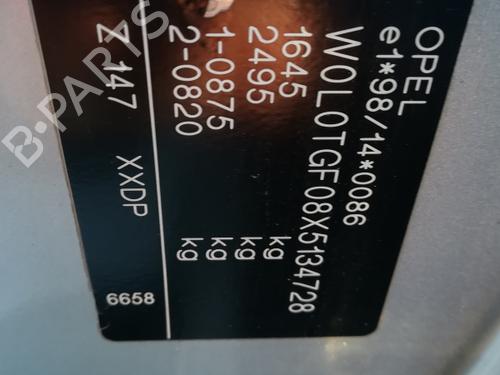 OPEL
e1*98/14*0086
W0L0TGF08X5134728
1645 kg
2495 kg
1-0875 kg
2-0820 kg
Z 147 XXDP 6658
B-PARTS